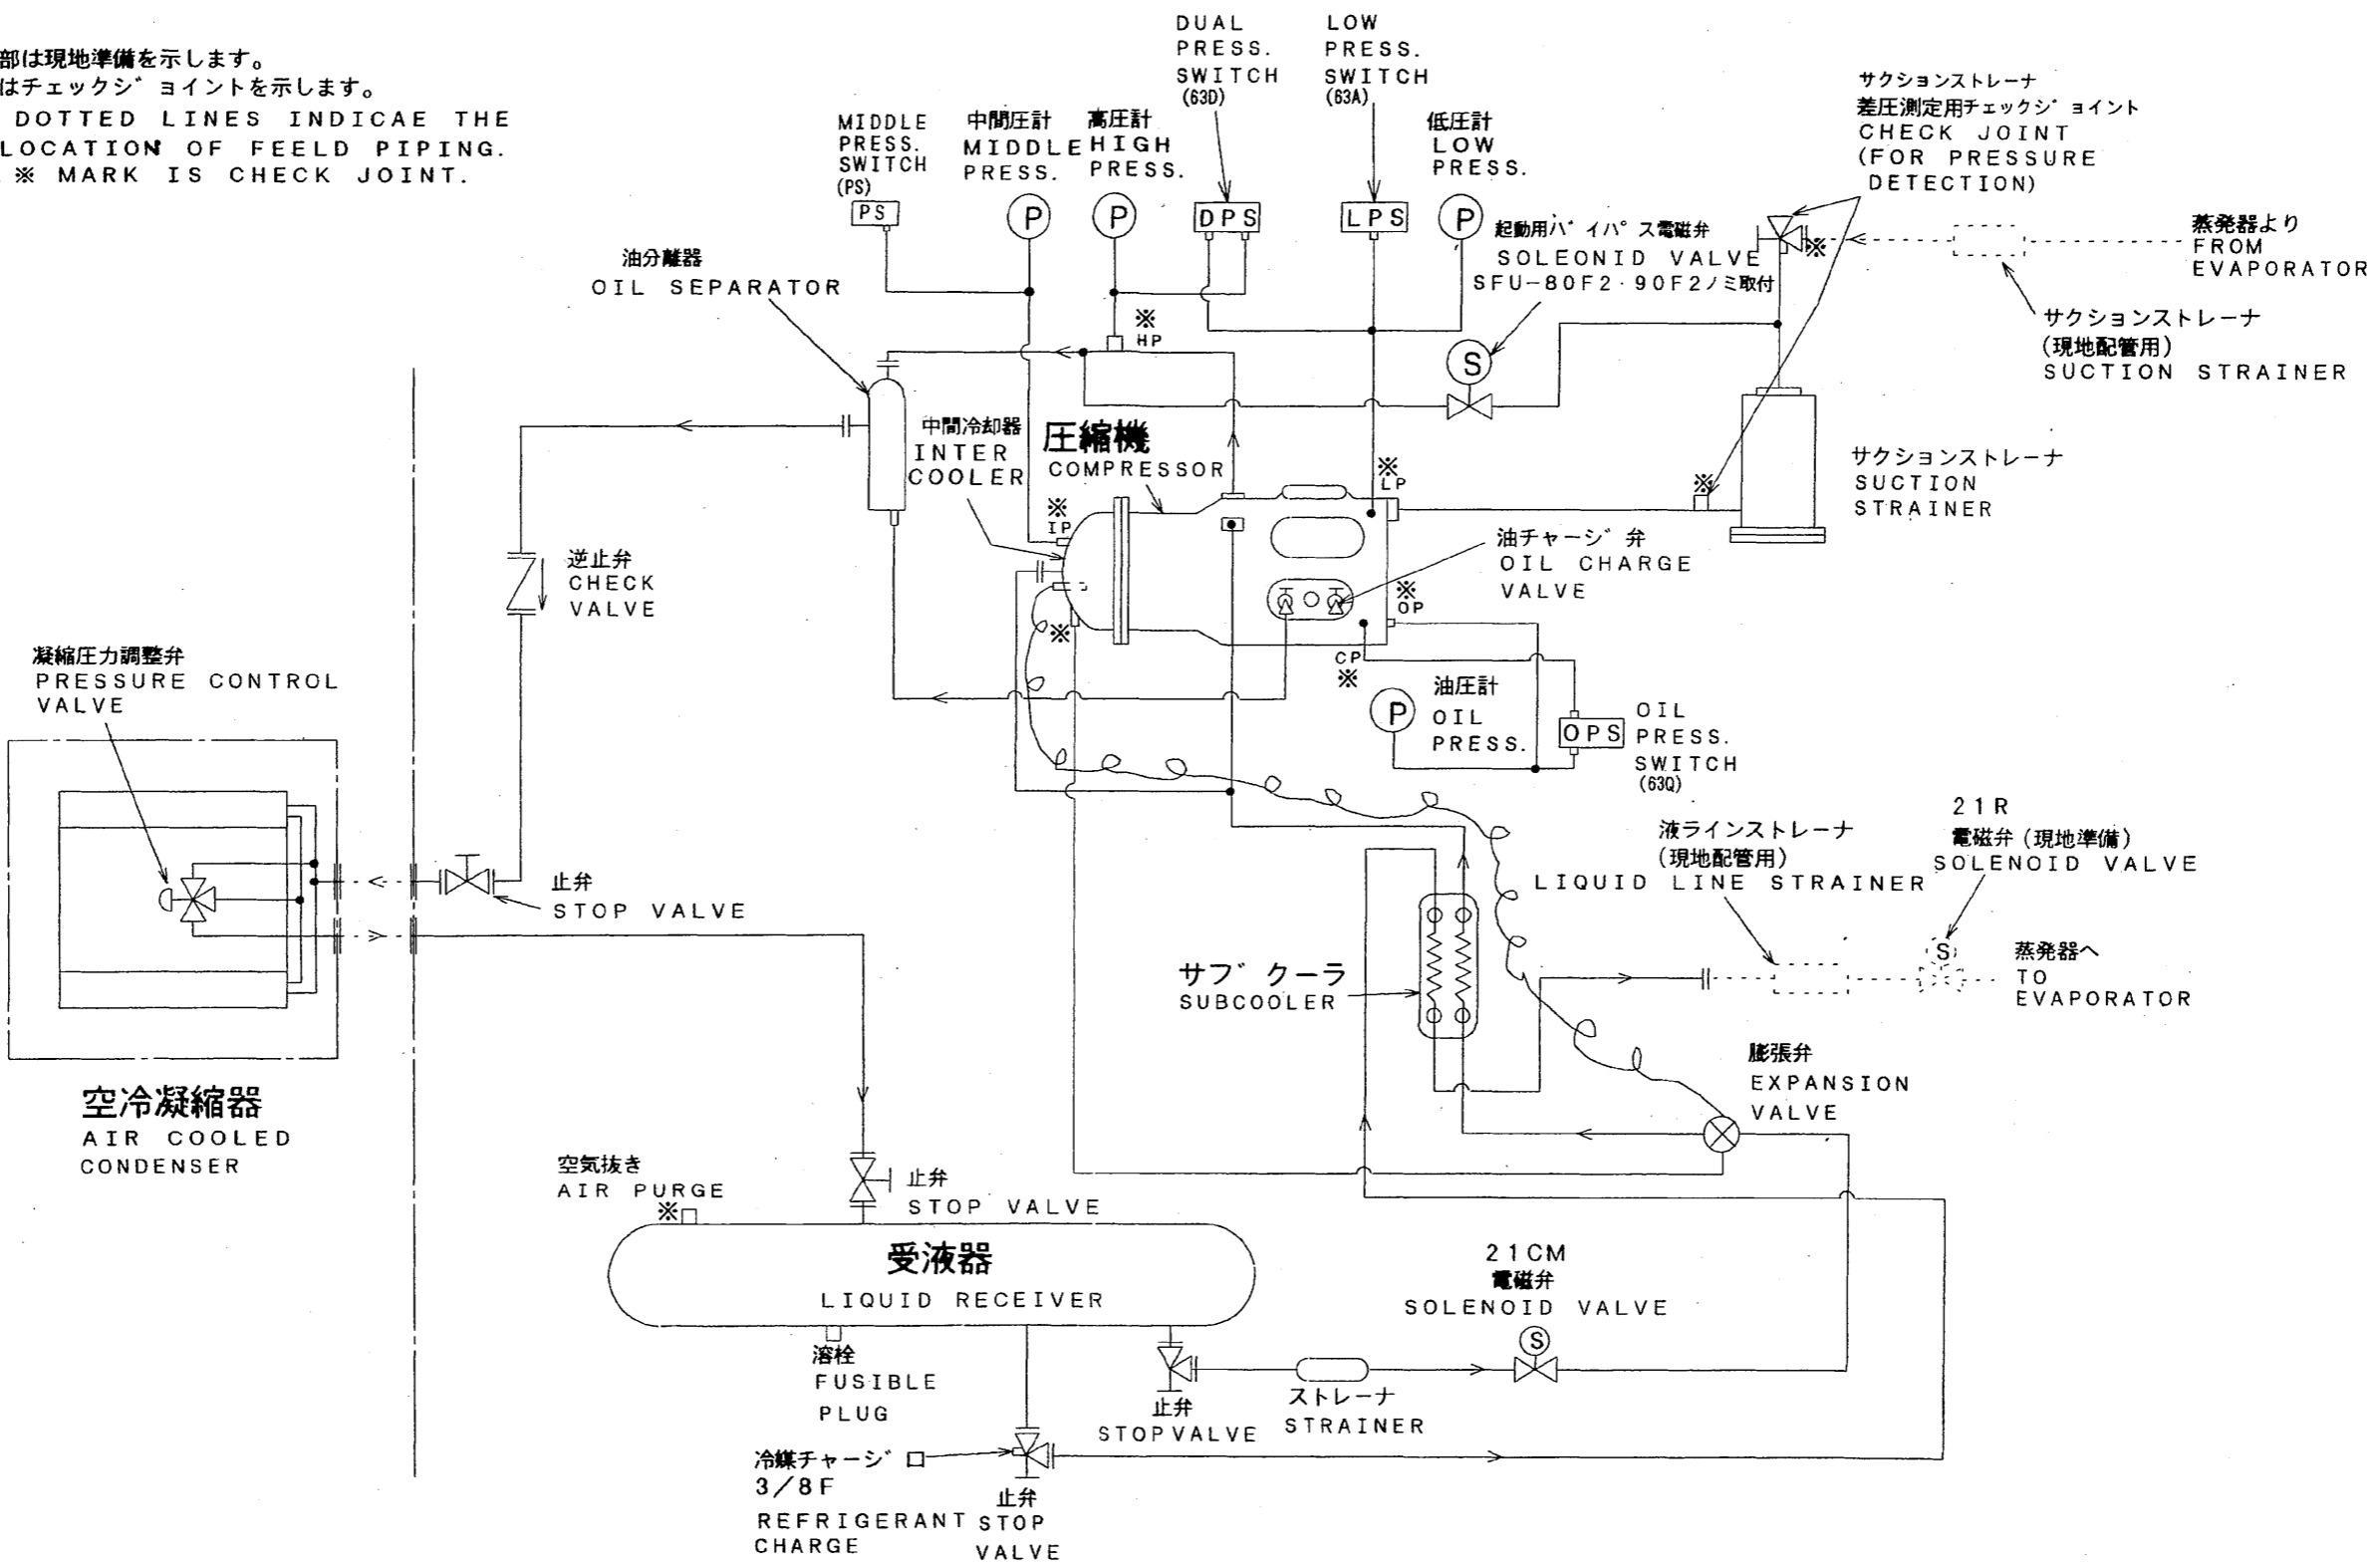 部は現地準備を示します。
はチェックジョイントを示します。
DOTTED LINES INDICAE THE
LOCATION OF FEELD PIPING.
※ MARK IS CHECK JOINT.
MIDDLE
PRESS.
SWITCH
(PS)
PS
中間圧計
MIDDLE
PRESS.
P
高圧計
HIGH
PRESS.
P
DUAL
PRESS.
SWITCH
(63D)
DPS
LOW
PRESS.
SWITCH
(63A)
LPS
低圧計
LOW
PRESS.
P
起動用バイパス電磁弁
SOLEONID VALVE
SFU-80F2・90F2ノミ取付
S
サクションストレーナ
差圧測定用チェックジョイント
CHECK JOINT
(FOR PRESSURE
DETECTION)
※
蒸発器より
FROM
EVAPORATOR
サクションストレーナ
(現地配管用)
SUCTION STRAINER
油分離器
OIL SEPARATOR
※
HP
中間冷却器
INTER
COOLER
圧縮機
COMPRESSOR
※
IP
※
LP
※
サクションストレーナ
SUCTION
STRAINER
油チャージ弁
OIL CHARGE
VALVE
※
OP
※
CP
※
逆止弁
CHECK
VALVE
凝縮圧力調整弁
PRESSURE CONTROL
VALVE
P
油圧計
OIL
PRESS.
OPS
OIL
PRESS.
SWITCH
(63Q)
止弁
STOP VALVE
空冷凝縮器
AIR COOLED
CONDENSER
液ラインストレーナ
(現地配管用)
LIQUID LINE STRAINER
21R
電磁弁(現地準備)
SOLENOID VALVE
S
蒸発器へ
TO
EVAPORATOR
サブクーラ
SUBCOOLER
膨張弁
EXPANSION
VALVE
空気抜き
AIR PURGE
※
止弁
STOP VALVE
受液器
LIQUID RECEIVER
溶栓
FUSIBLE
PLUG
21CM
電磁弁
SOLENOID VALVE
S
止弁
STOPVALVE
ストレーナ
STRAINER
冷媒チャージ口
3/8F
REFRIGERANT
CHARGE
止弁
STOP
VALVE